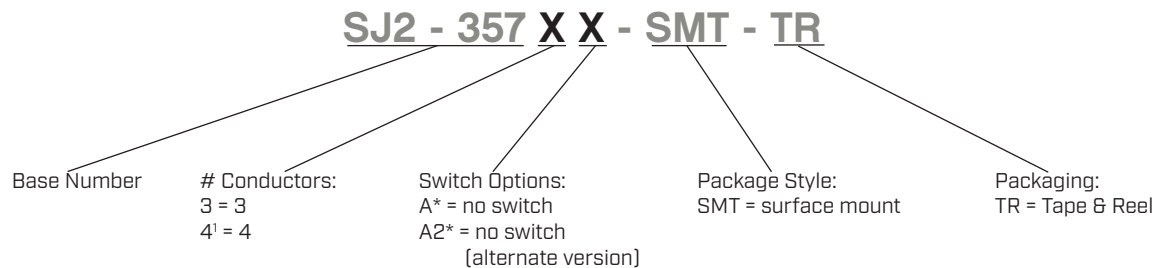 SJ2 - 357 X X - SMT - TR
Base Number
# Conductors:
3 = 3
4¹ = 4
Switch Options:
A* = no switch
A2* = no switch
(alternate version)
Package Style:
SMT = surface mount
Packaging:
TR = Tape & Reel